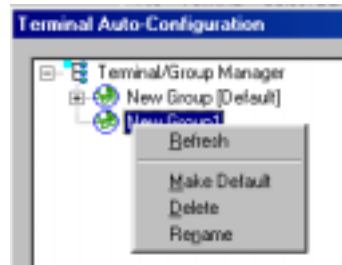 Terminal Auto-Configuration
Terminal/Group Manager
New Group [Default]
New Group1
Refresh
Make Default
Delete
Rename